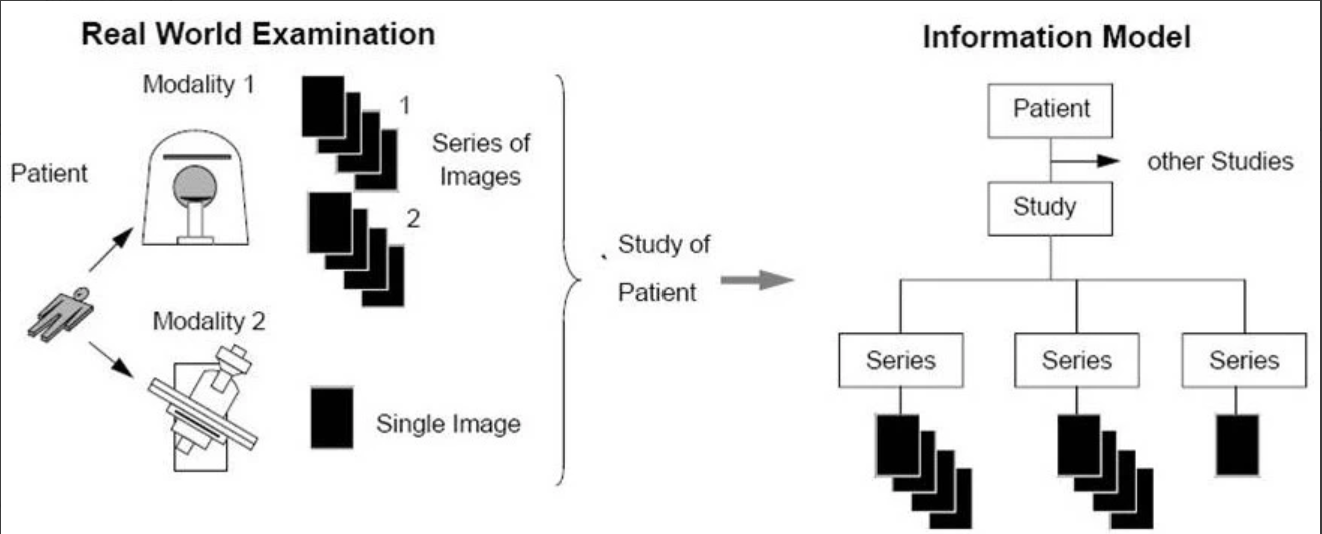 Real World Examination
Information Model
Modality 1
1
Series of
Images
Patient
2
Modality 2
Single Image
Study of
Patient
Patient
other Studies
Study
Series
Series
Series